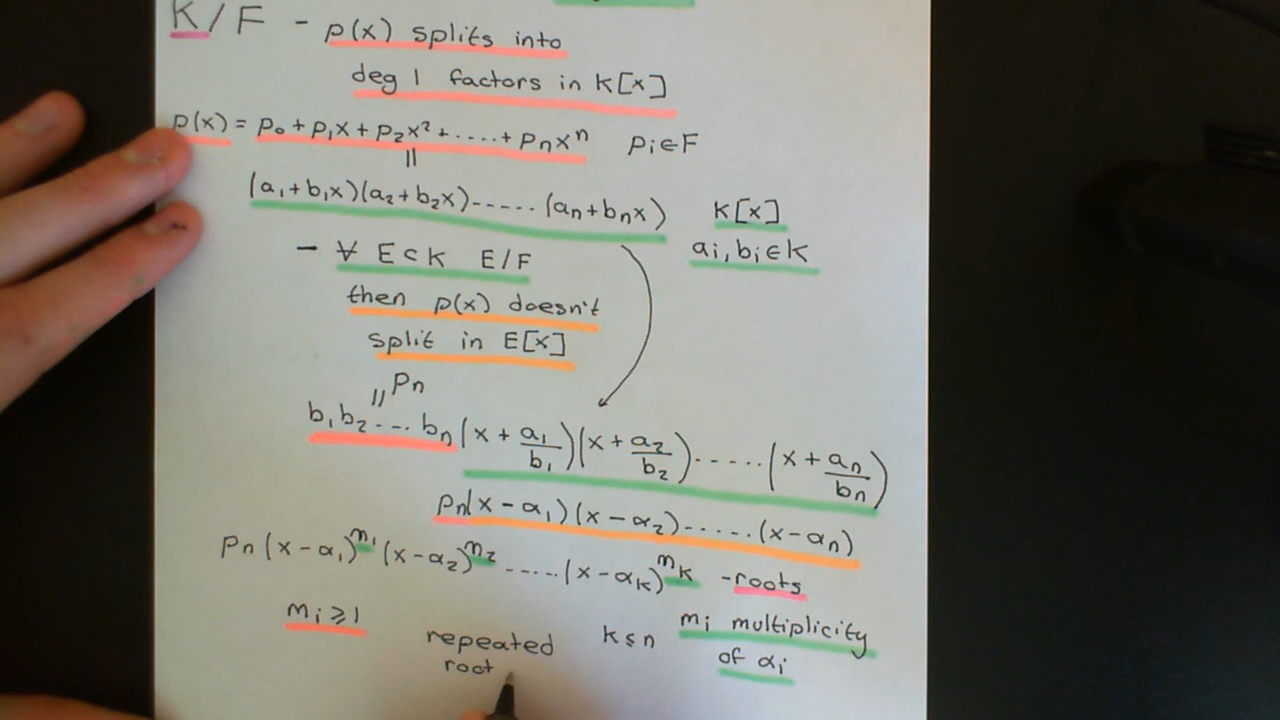 K/F - p(x) splits into
deg 1 factors in K[x]
p(x) = p₀ + p₁x + p₂x² + ..... + pₙxⁿ pᵢ∈F
=
(a₁+b₁x)(a₂+b₂x)------ (aₙ+bₙx) K[x]
aᵢ, bᵢ∈K
- ∀ E⊂K E/F
then p(x) doesn't
split in E[x]
= pₙ
b₁b₂ --- bₙ(x + a₁/b₁)(x + a₂/b₂)------(x + aₙ/bₙ)
pₙ(x-α₁)(x-α₂)------(x-αₙ)
pₙ(x-α₁)^m₁ (x-α₂)^m₂ ------(x-αₖ)^mₖ - roots
mᵢ ≥ 1 repeated root k ≤ n mᵢ multiplicity
of αᵢ